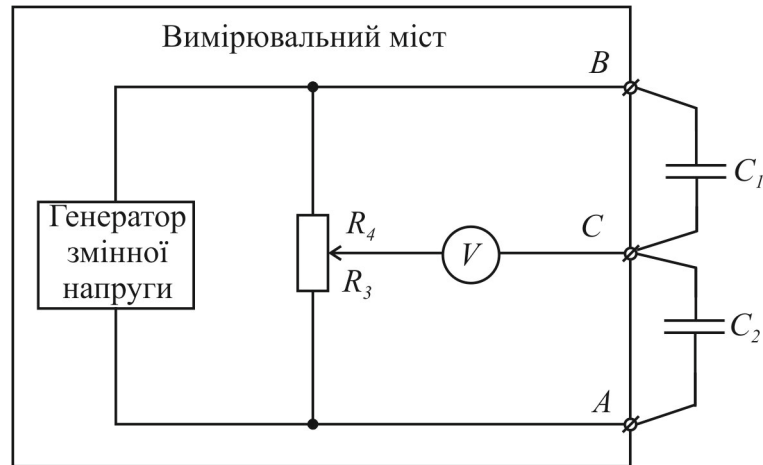 Вимірювальний міст
B
C₁
Генератор
змінної
напруги
R₄
V
C
R₃
C₂
A